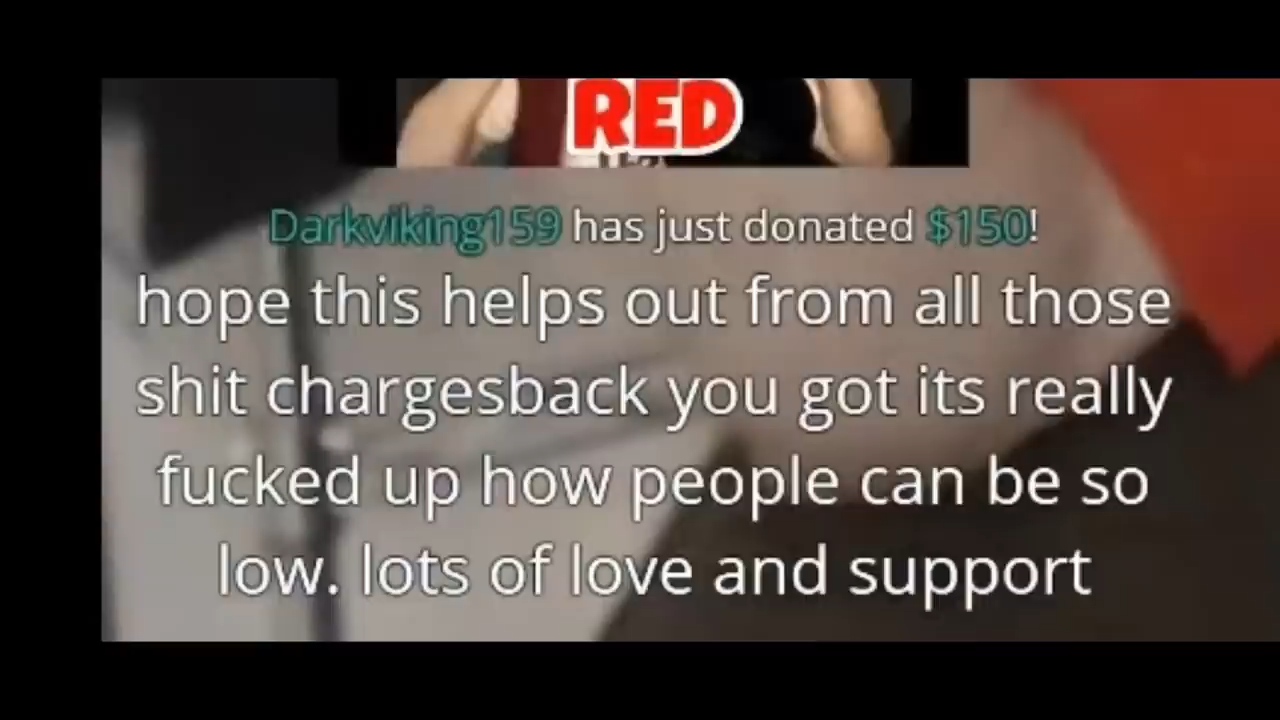 RED
Darkviking159 has just donated $150!
hope this helps out from all those
shit chargesback you got its really
fucked up how people can be so
low. lots of love and support